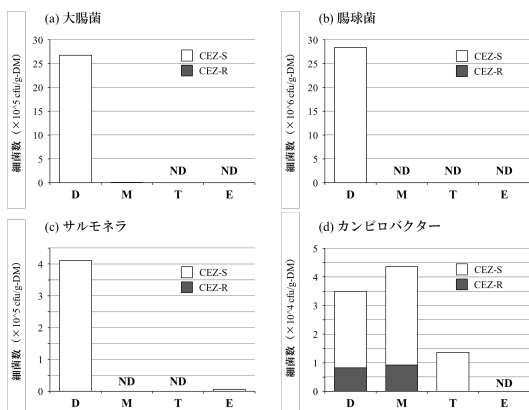 (a) 大腸菌
細菌数（×10^5 cfu/g-DM）
30
25
20
15
10
5
0
CEZ-S
CEZ-R
ND
ND
D
M
T
E
(b) 腸球菌
細菌数（×10^6 cfu/g-DM）
30
25
20
15
10
5
0
CEZ-S
CEZ-R
ND
ND
ND
D
M
T
E
(c) サルモネラ
細菌数（×10^5 cfu/g-DM）
4
3
2
1
0
CEZ-S
CEZ-R
ND
ND
D
M
T
E
(d) カンピロバクター
細菌数（×10^4 cfu/g-DM）
5
4
3
2
1
0
CEZ-S
CEZ-R
ND
D
M
T
E